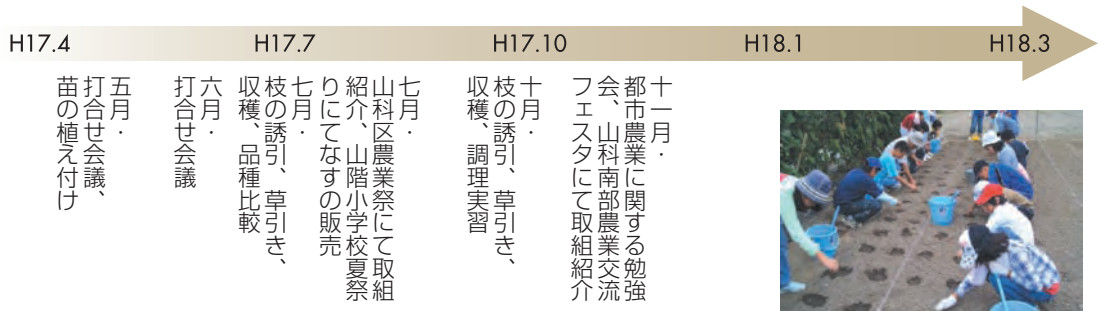 H17.4
H17.7
H17.10
H18.1
H18.3
五月・
打合せ会議、
苗の植え付け
六月・
打合せ会議
七月・
枝の誘引、草引き、
収穫、品種比較
七月・
山科区農業祭にて取組
紹介、山階小学校夏祭
りにてなすの販売
十月・
枝の誘引、草引き、
収穫、調理実習
十一月・
都市農業に関する勉強
会、山科南部農業交流
フェスタにて取組紹介